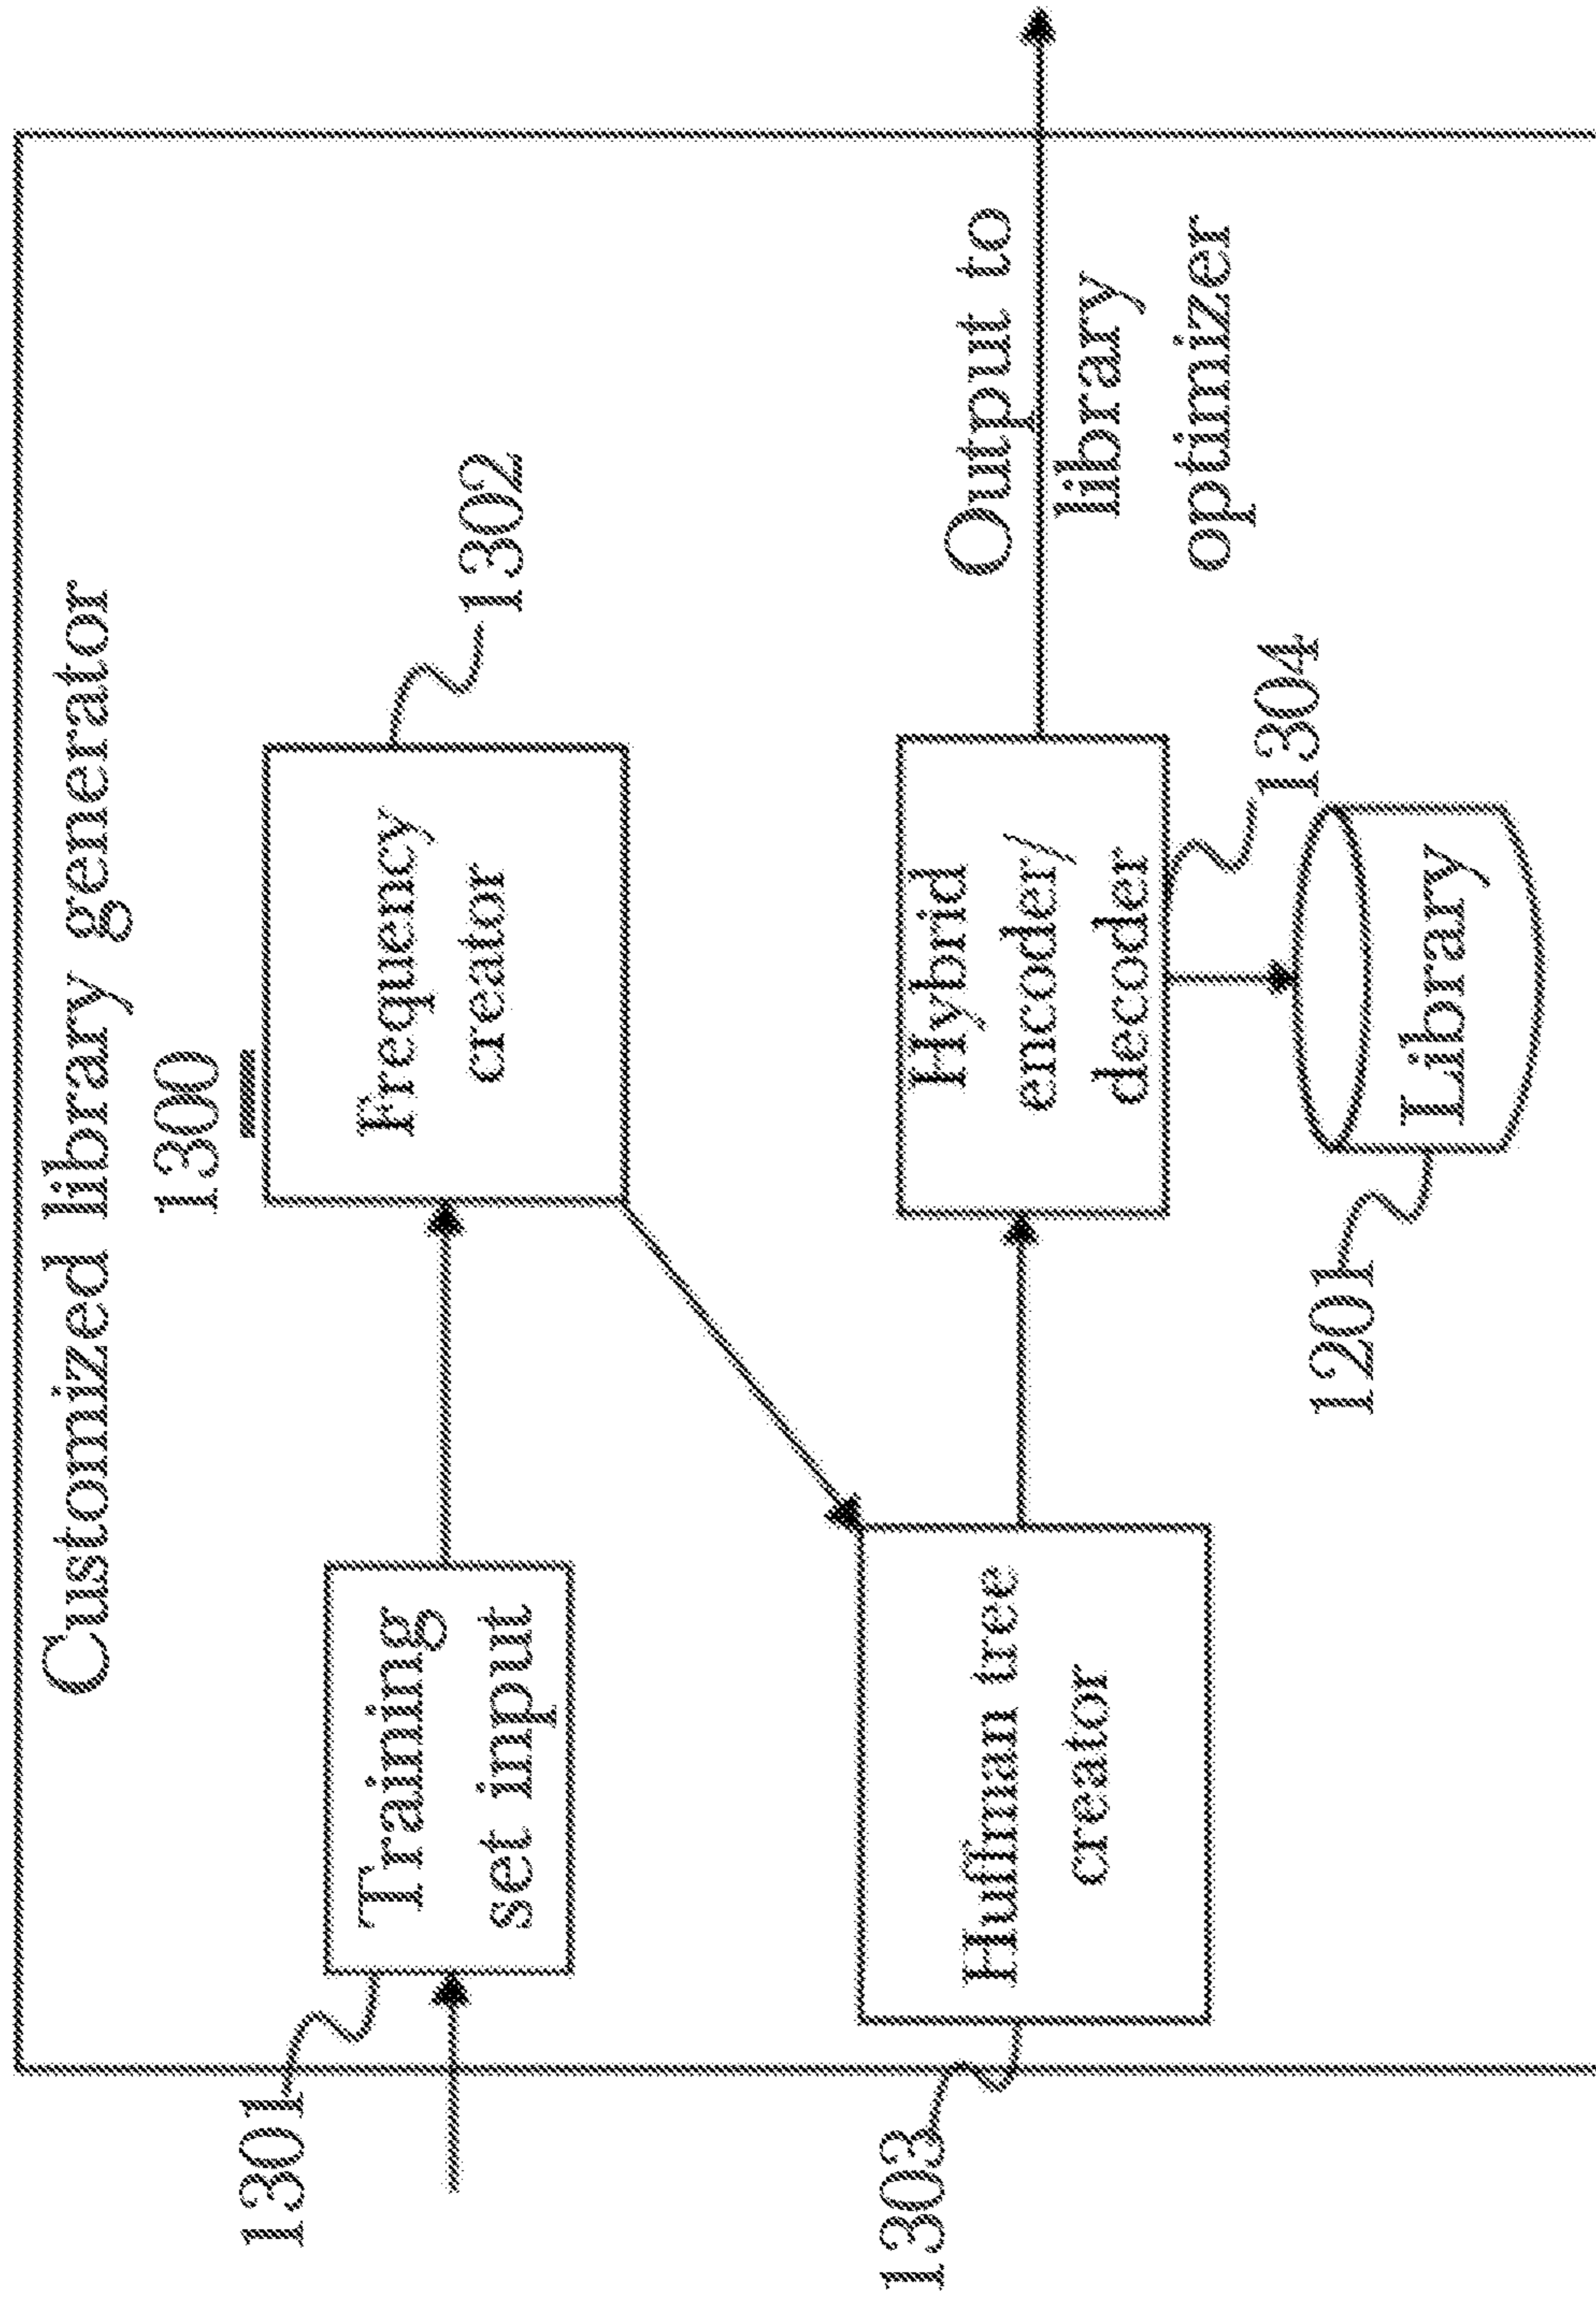 Customized library generator
1300
1301
Training
set input
Frequency
creator
1302
1303
Huffman tree
creator
Hybrid
encoder/
decoder
Output to
library
optimizer
1304
1201
Library